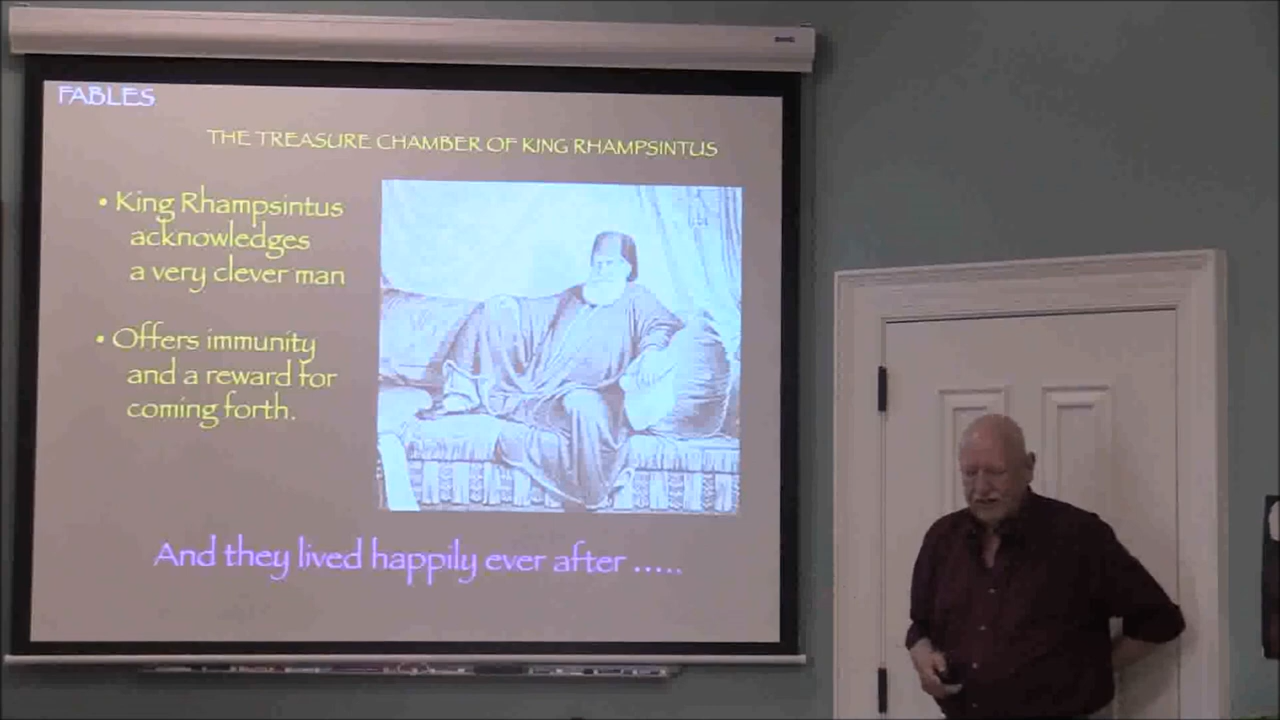 FABLES
THE TREASURE CHAMBER OF KING RHAMPSINTUS
• King Rhampsintus
acknowledges
a very clever man
• Offers immunity
and a reward for
coming forth.
And they lived happily ever after .....